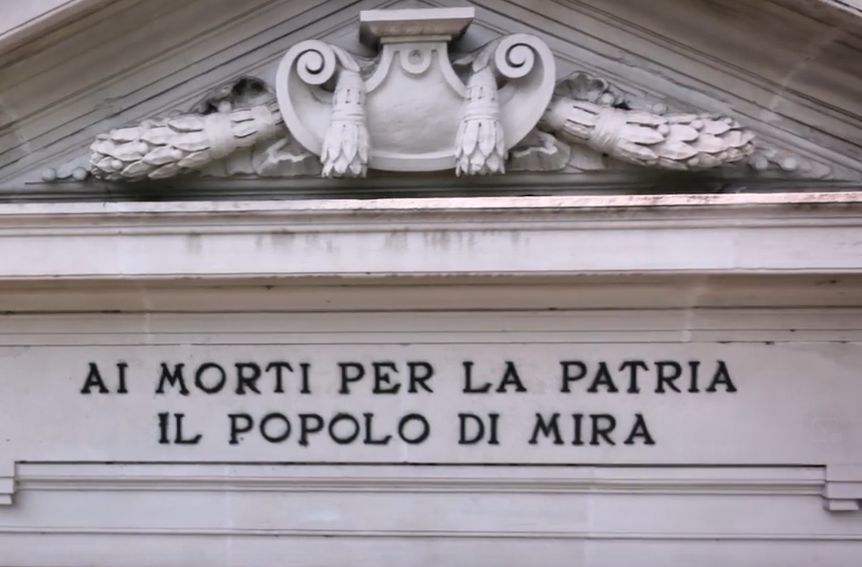 AI MORTI PER LA PATRIA
IL POPOLO DI MIRA